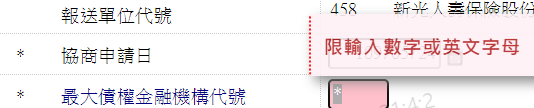 報送單位代號 458 新光人壽保險股份
限輸入數字或英文字母
* 協商申請日
* 最大債權金融機構代號 *